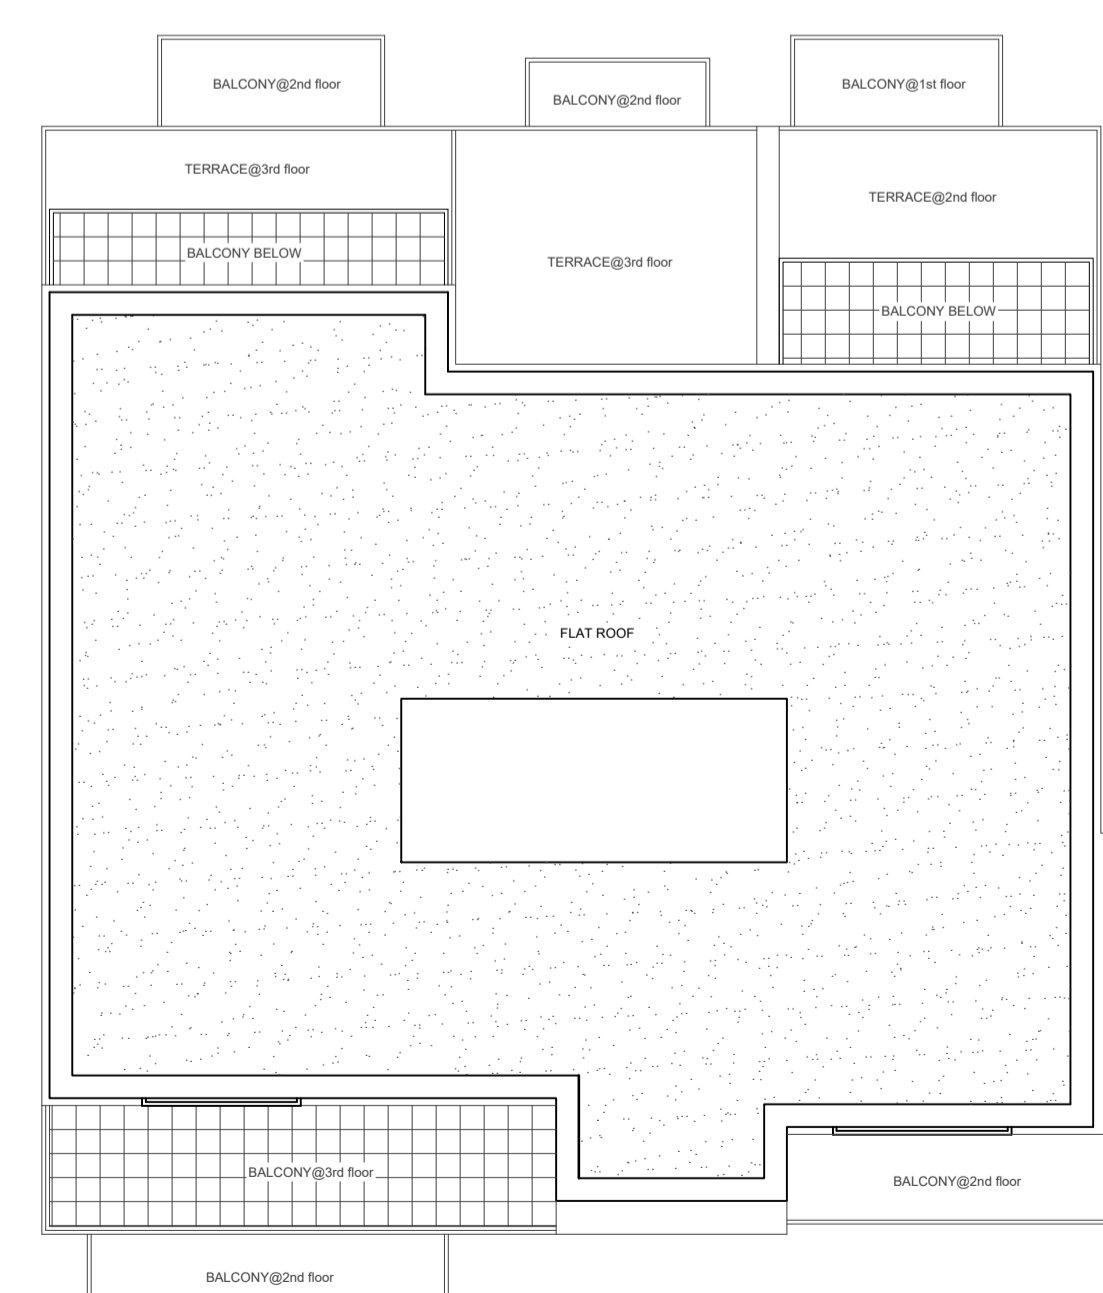 BALCONY@2nd floor
BALCONY@2nd floor
BALCONY@1st floor
TERRACE@3rd floor
TERRACE@2nd floor
BALCONY BELOW
TERRACE@3rd floor
BALCONY BELOW
FLAT ROOF
BALCONY@3rd floor
BALCONY@2nd floor
BALCONY@2nd floor